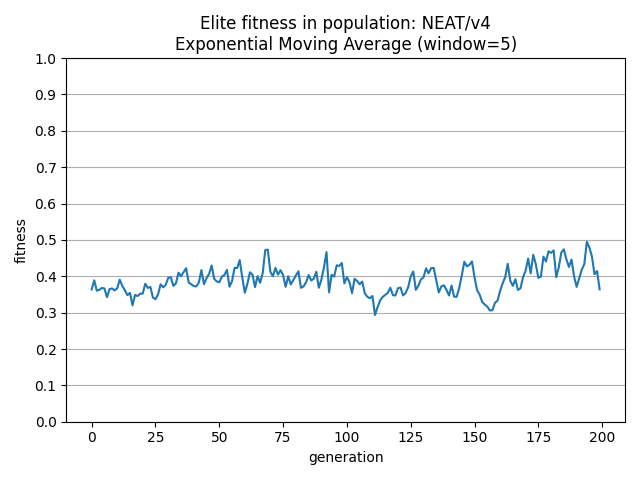 Elite fitness in population: NEAT/v4
Exponential Moving Average (window=5)
1.0
0.9
0.8
0.7
0.6
0.5
0.4
0.3
0.2
0.1
0.0
fitness
0 25 50 75 100 125 150 175 200
generation